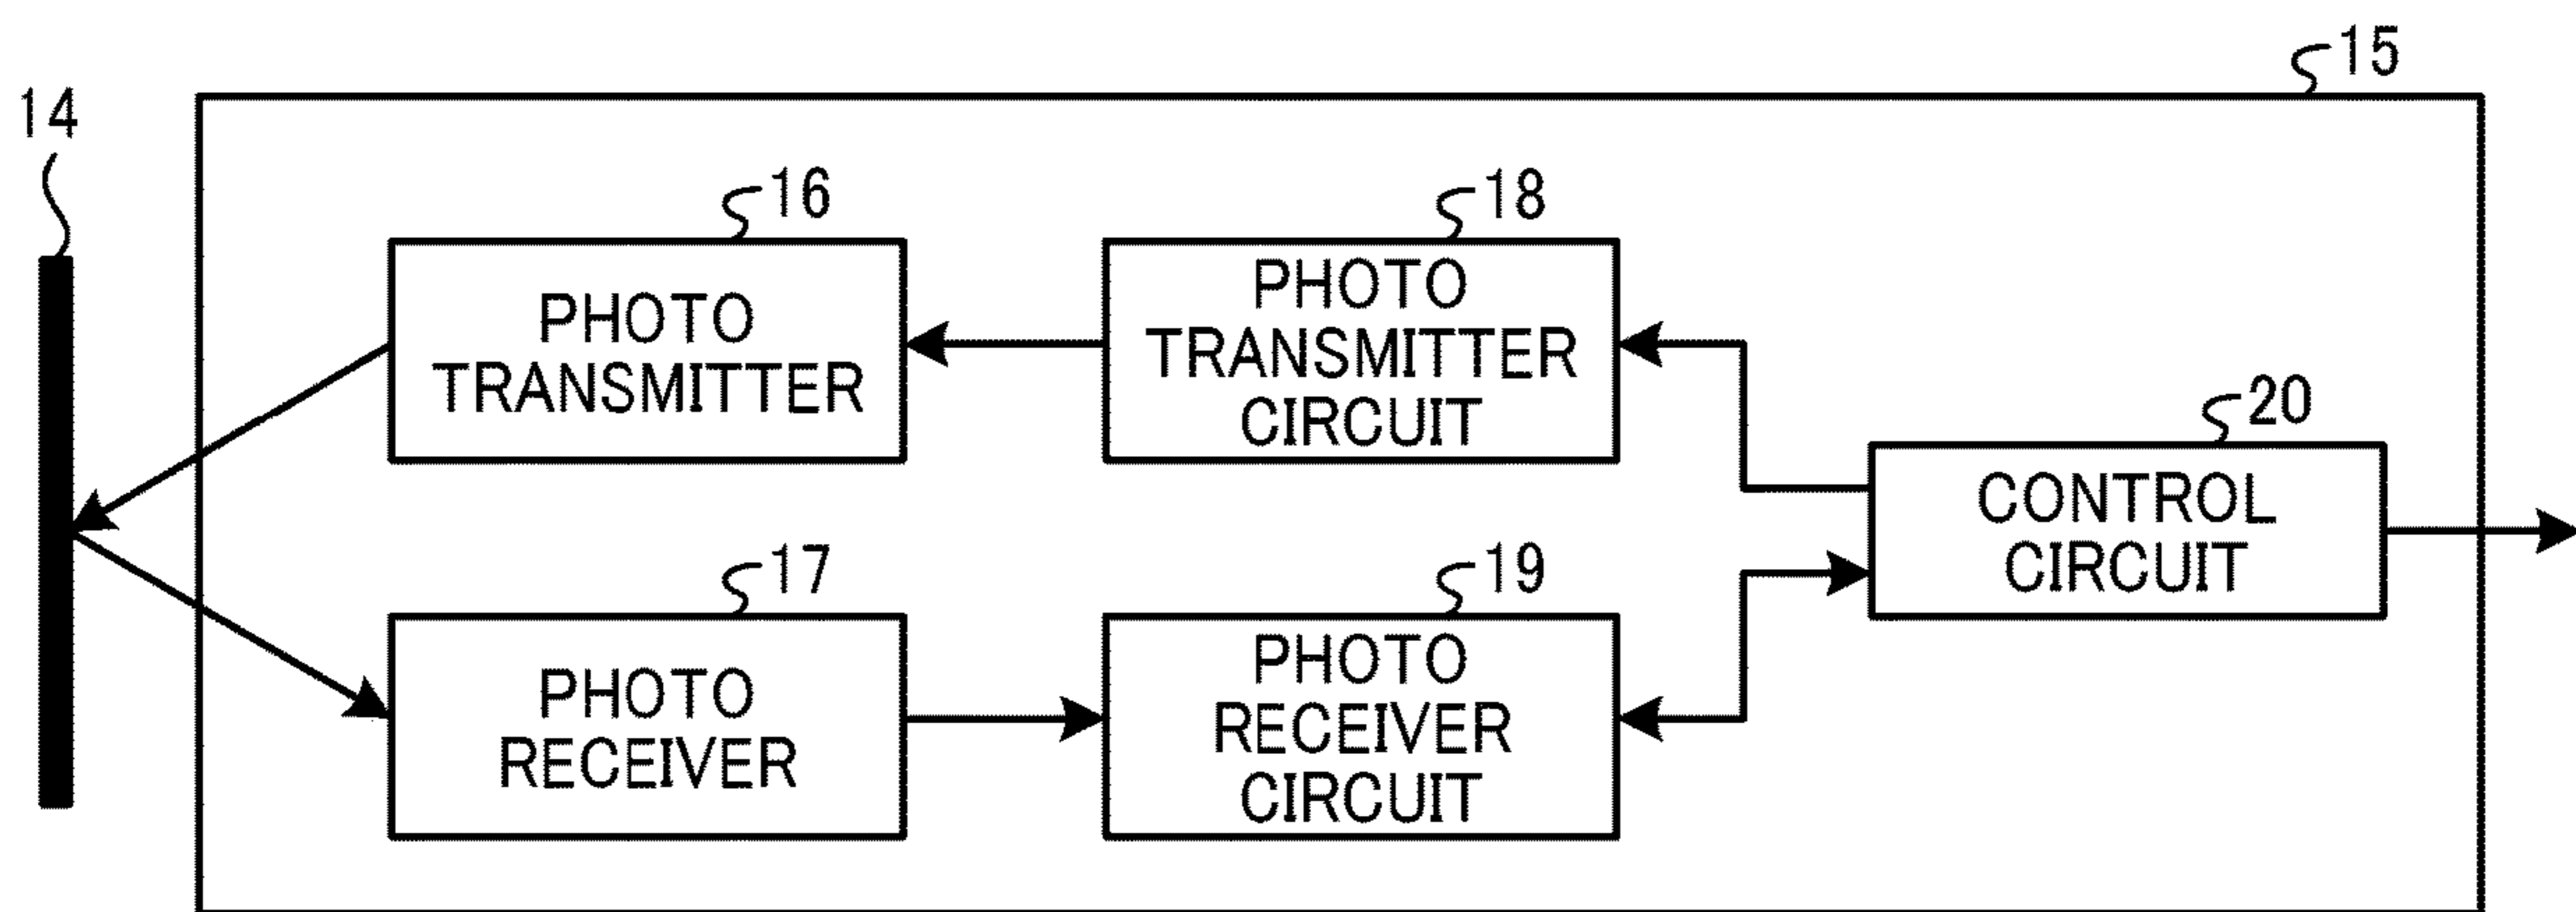 15
14
16
18
PHOTO
TRANSMITTER
PHOTO
TRANSMITTER
CIRCUIT
20
CONTROL
CIRCUIT
17
19
PHOTO
RECEIVER
PHOTO
RECEIVER
CIRCUIT